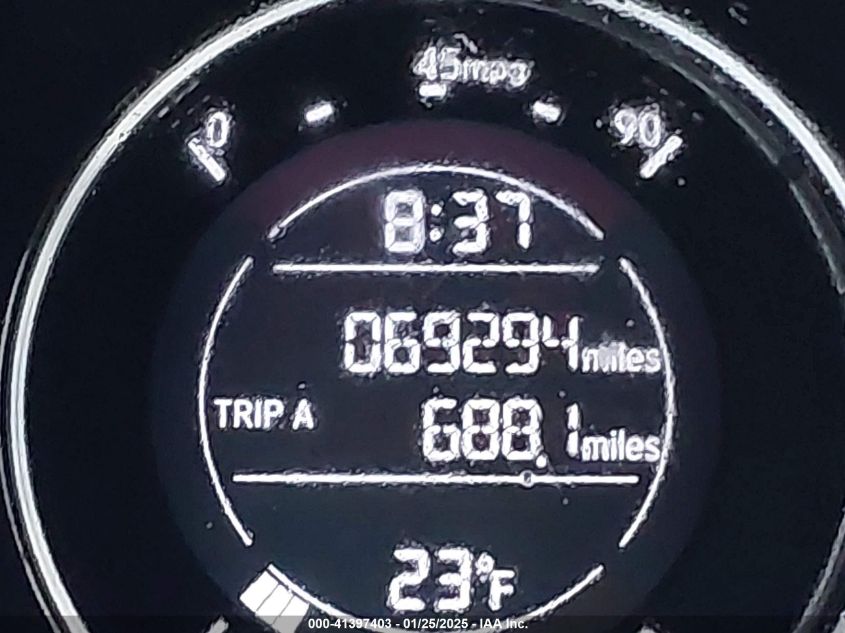 45mpg
0 90
8:37
069294miles
TRIP A 688.1miles
23°F
000-41397403 - 01/25/2025 - IAA Inc.